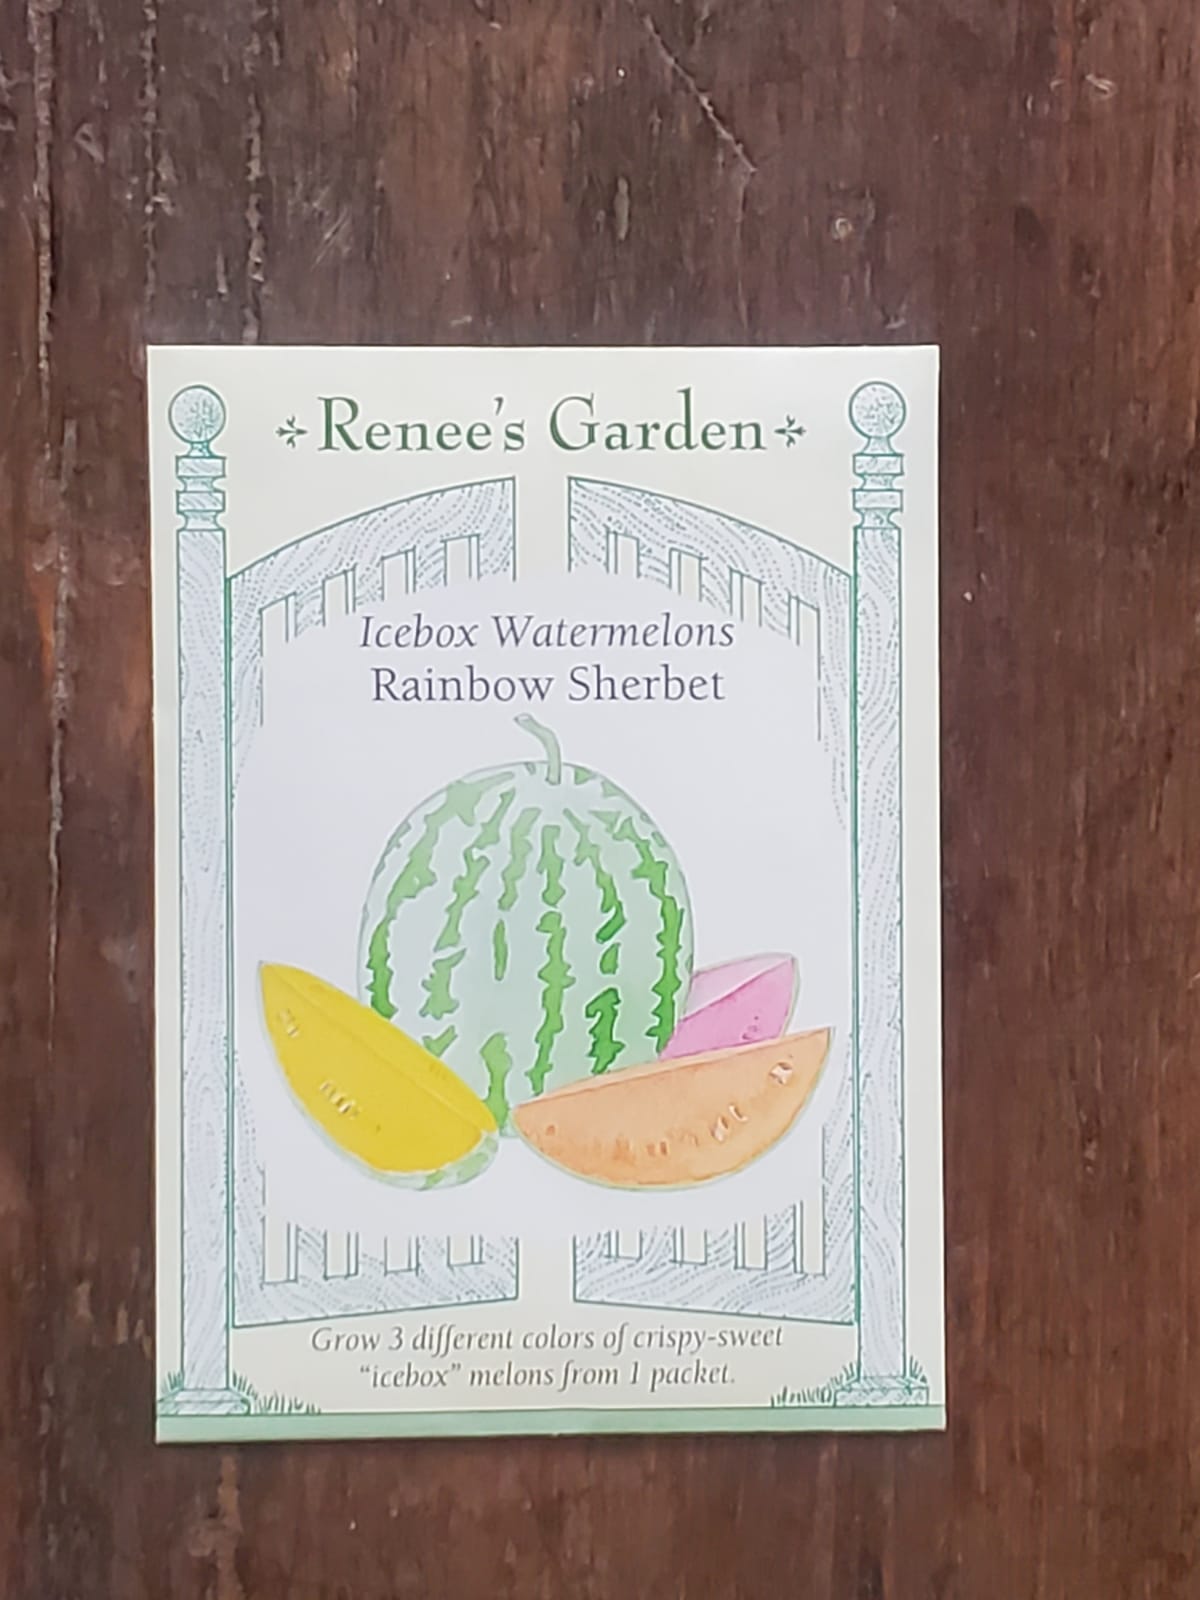 Renee's Garden
Icebox Watermelons
Rainbow Sherbet
Grow 3 different colors of crispy-sweet
“icebox” melons from 1 packet.